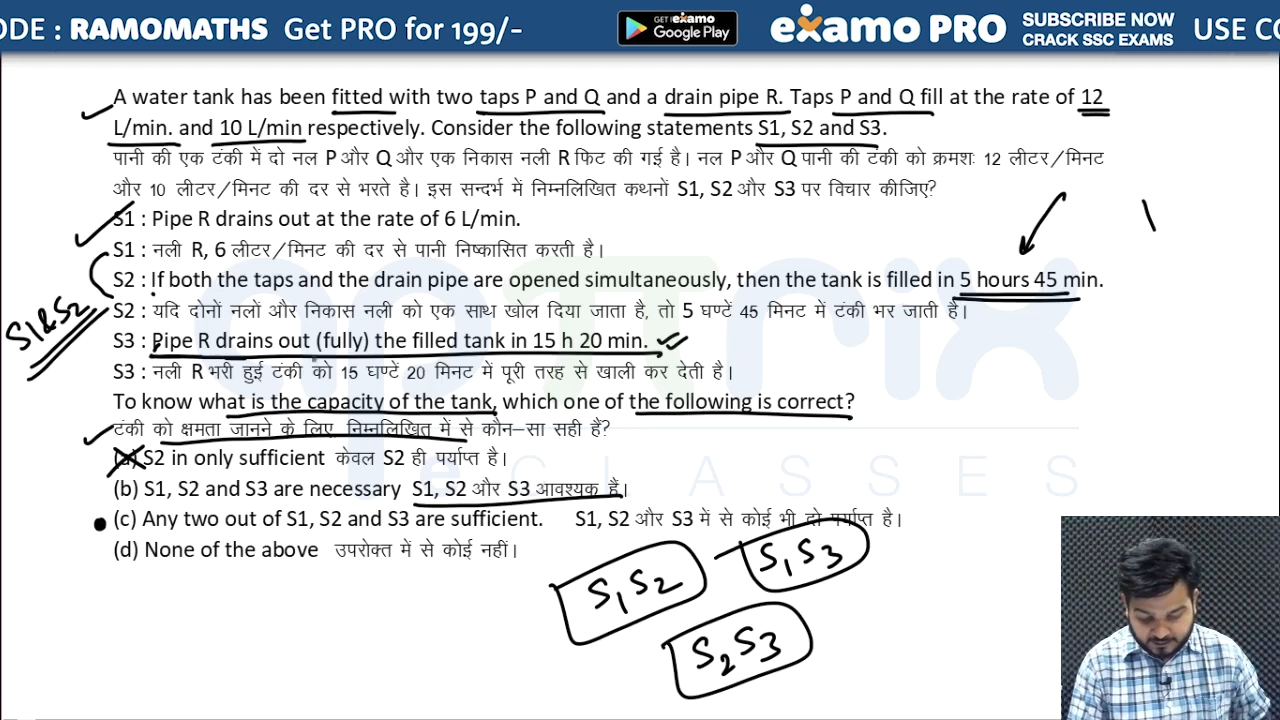 ODE : RAMOMATHS Get PRO for 199/-
GET IT ON examo
Google Play
examo PRO
SUBSCRIBE NOW
CRACK SSC EXAMS
USE CO
A water tank has been fitted with two taps P and Q and a drain pipe R. Taps P and Q fill at the rate of 12
L/min. and 10 L/min respectively. Consider the following statements S1, S2 and S3.
पानी की एक टंकी में दो नल P और Q और एक निकास नली R फिट की गई है। नल P और Q पानी की टंकी को क्रमशः 12 लीटर/मिनट
और 10 लीटर/मिनट की दर से भरते है। इस सन्दर्भ में निम्नलिखित कथनों S1, S2 और S3 पर विचार कीजिए?
S1 : Pipe R drains out at the rate of 6 L/min.
S1 : नली R, 6 लीटर/मिनट की दर से पानी निष्कासित करती है।
S2 : If both the taps and the drain pipe are opened simultaneously, then the tank is filled in 5 hours 45 min.
S2 : यदि दोनों नलों और निकास नली को एक साथ खोल दिया जाता है, तो 5 घण्टें 45 मिनट में टंकी भर जाती है।
S1 & S2
S3 : Pipe R drains out (fully) the filled tank in 15 h 20 min.
S3 : नली R भरी हुई टंकी को 15 घण्टें 20 मिनट में पूरी तरह से खाली कर देती है।
To know what is the capacity of the tank, which one of the following is correct?
टंकी को क्षमता जानने के लिए, निम्नलिखित में से कौन-सा सही हैं?
(a) S2 in only sufficient केवल S2 ही पर्याप्त है।
(b) S1, S2 and S3 are necessary S1, S2 और S3 आवश्यक हैं।
(c) Any two out of S1, S2 and S3 are sufficient. S1, S2 और S3 में से कोई भी दो पर्याप्त है।
(d) None of the above उपरोक्त में से कोई नहीं।
S1 S2
S1 S3
S2 S3